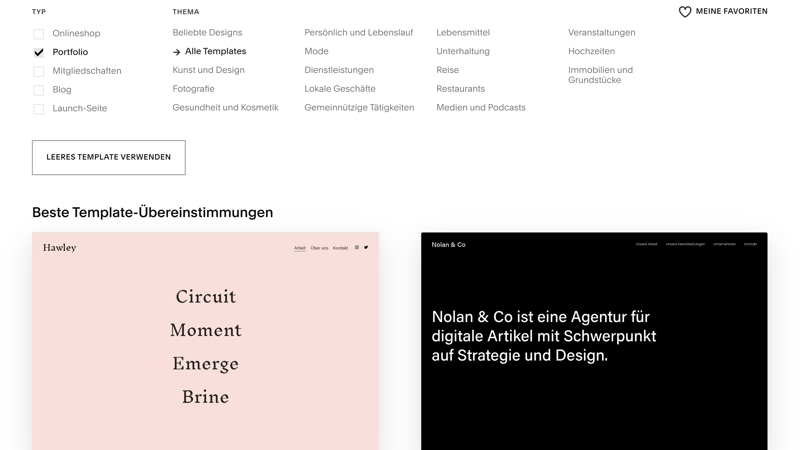 TYP
THEMA
MEINE FAVORITEN
Onlineshop
Portfolio
Mitgliedschaften
Blog
Launch-Seite
Beliebte Designs
Alle Templates
Kunst und Design
Fotografie
Gesundheit und Kosmetik
Persönlich und Lebenslauf
Mode
Dienstleistungen
Lokale Geschäfte
Gemeinnützige Tätigkeiten
Lebensmittel
Unterhaltung
Reise
Restaurants
Medien und Podcasts
Veranstaltungen
Hochzeiten
Immobilien und
Grundstücke
LEERES TEMPLATE VERWENDEN
Beste Template-Übereinstimmungen
Hawley
Arbeit Über uns Kontakt
Circuit
Moment
Emerge
Brine
Nolan & Co
Unsere Arbeit Unsere Dienstleistungen Unternehmen Kontakt
Nolan & Co ist eine Agentur für
digitale Artikel mit Schwerpunkt
auf Strategie und Design.